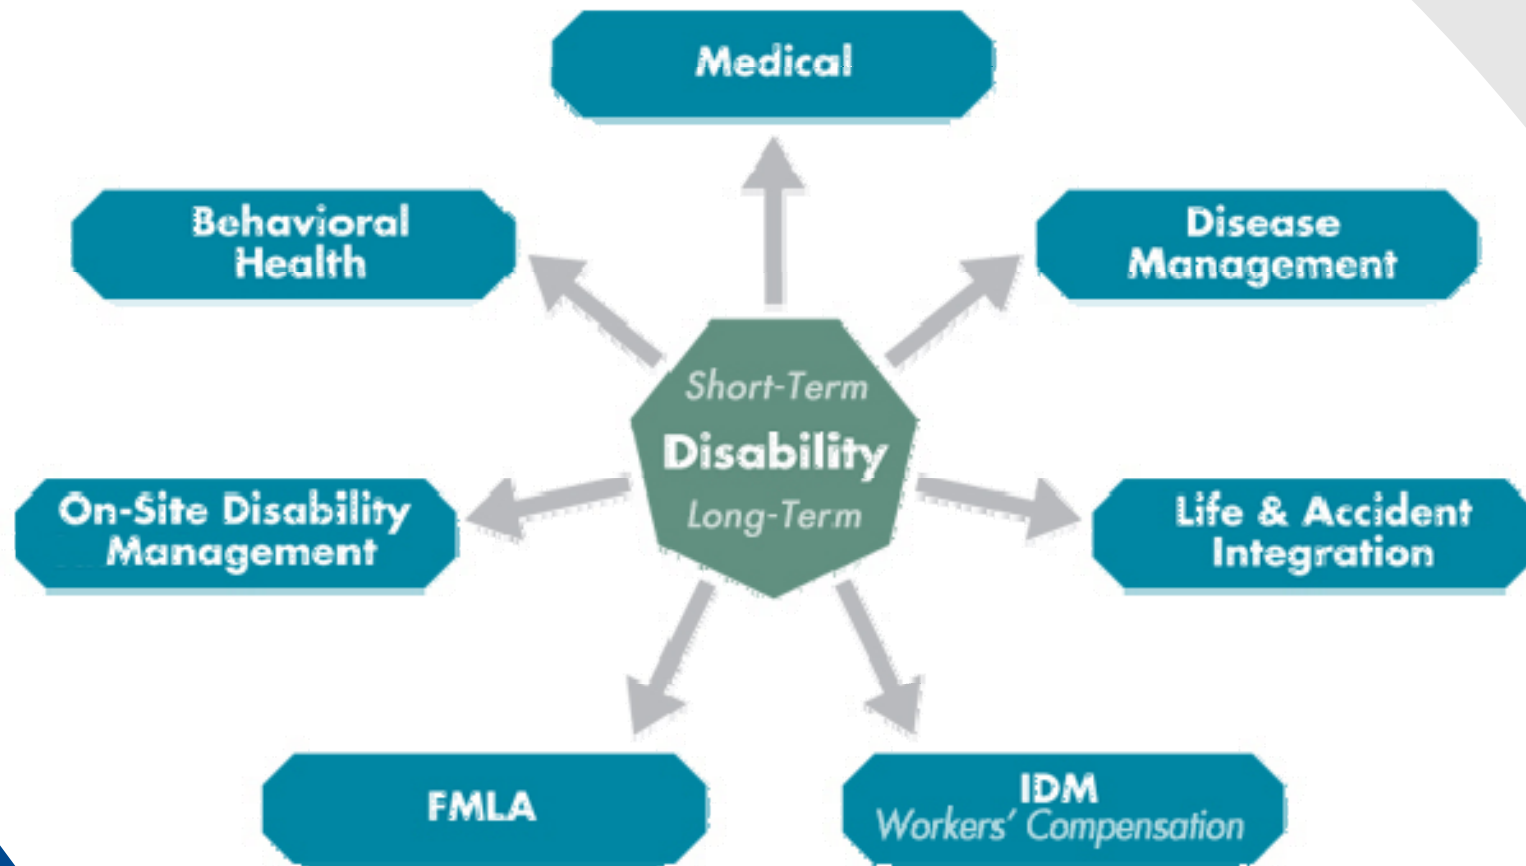 Medical
Behavioral
Health
Disease
Management
Short-Term
Disability
Long-Term
On-Site Disability
Management
Life & Accident
Integration
FMLA
IDM
Workers' Compensation